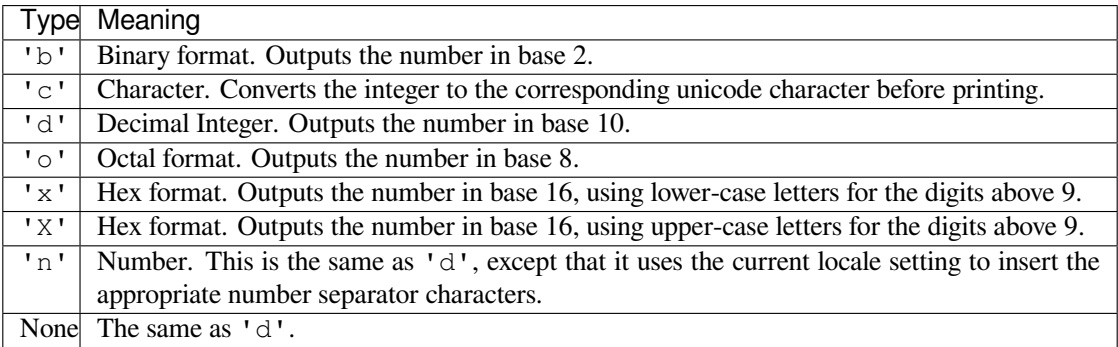 Type Meaning
'b' Binary format. Outputs the number in base 2.
'c' Character. Converts the integer to the corresponding unicode character before printing.
'd' Decimal Integer. Outputs the number in base 10.
'o' Octal format. Outputs the number in base 8.
'x' Hex format. Outputs the number in base 16, using lower-case letters for the digits above 9.
'X' Hex format. Outputs the number in base 16, using upper-case letters for the digits above 9.
'n' Number. This is the same as 'd', except that it uses the current locale setting to insert the
appropriate number separator characters.
None The same as 'd'.